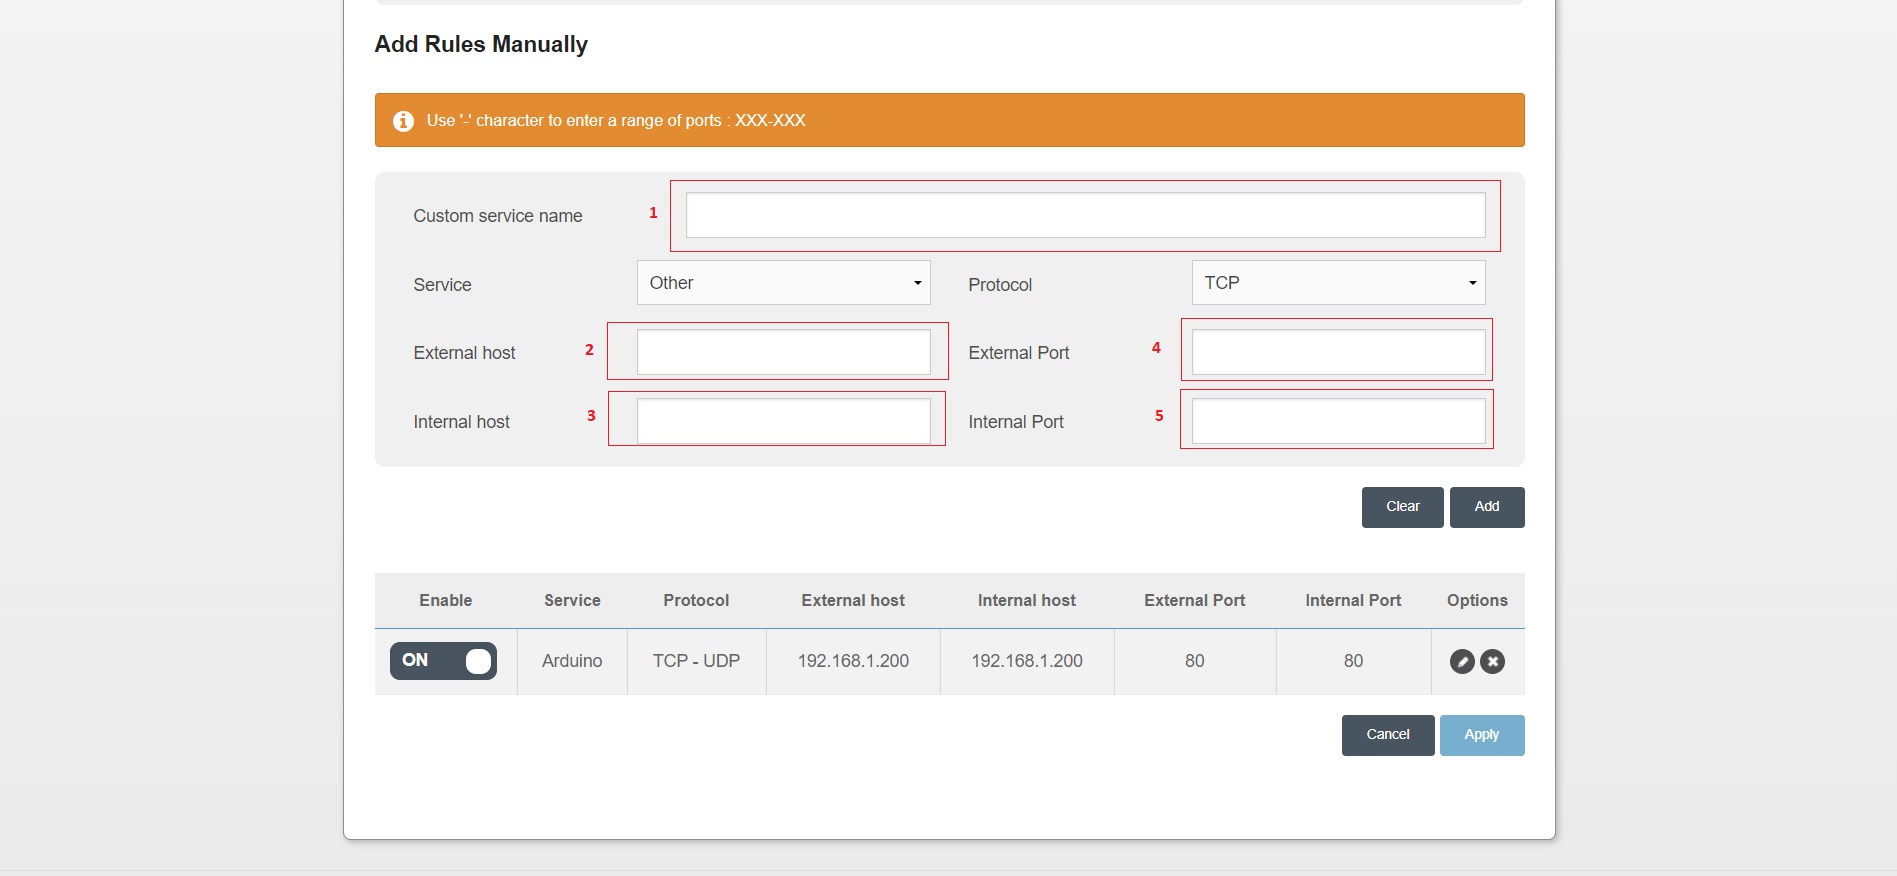 Add Rules Manually
Use '-' character to enter a range of ports : XXX-XXX
Custom service name 1
Service Other Protocol TCP
External host 2 External Port 4
Internal host 3 Internal Port 5
Clear Add
Enable Service Protocol External host Internal host External Port Internal Port Options
ON Arduino TCP - UDP 192.168.1.200 192.168.1.200 80 80
Cancel Apply